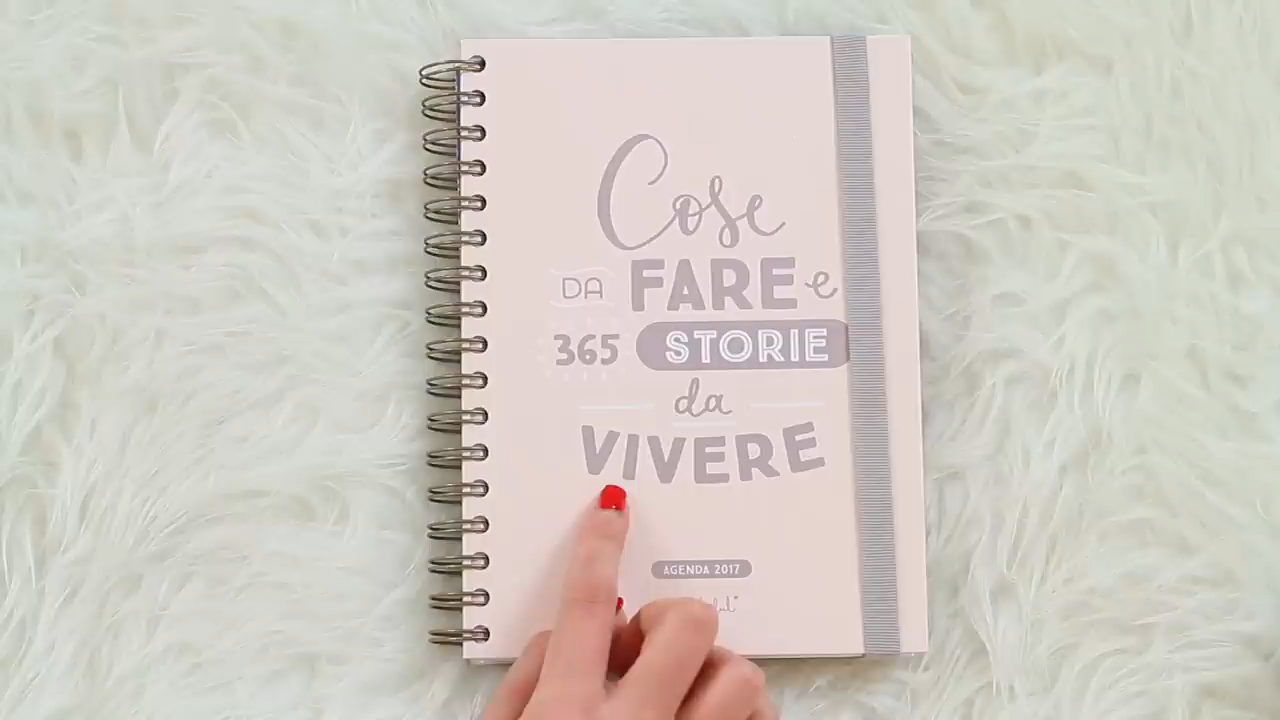 Cose
DA FARE e
365 STORIE
da
VIVERE
AGENDA 2017